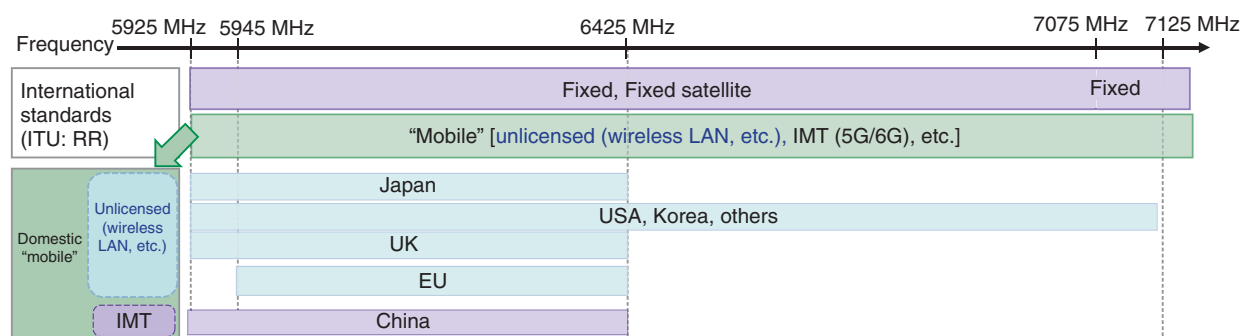 5925 MHz 5945 MHz 6425 MHz 7075 MHz 7125 MHz
Frequency
International
standards
(ITU: RR)
Fixed, Fixed satellite Fixed
“Mobile” [unlicensed (wireless LAN, etc.), IMT (5G/6G), etc.]
Domestic
“mobile”
Unlicensed
(wireless
LAN, etc.)
Japan
USA, Korea, others
UK
EU
IMT China